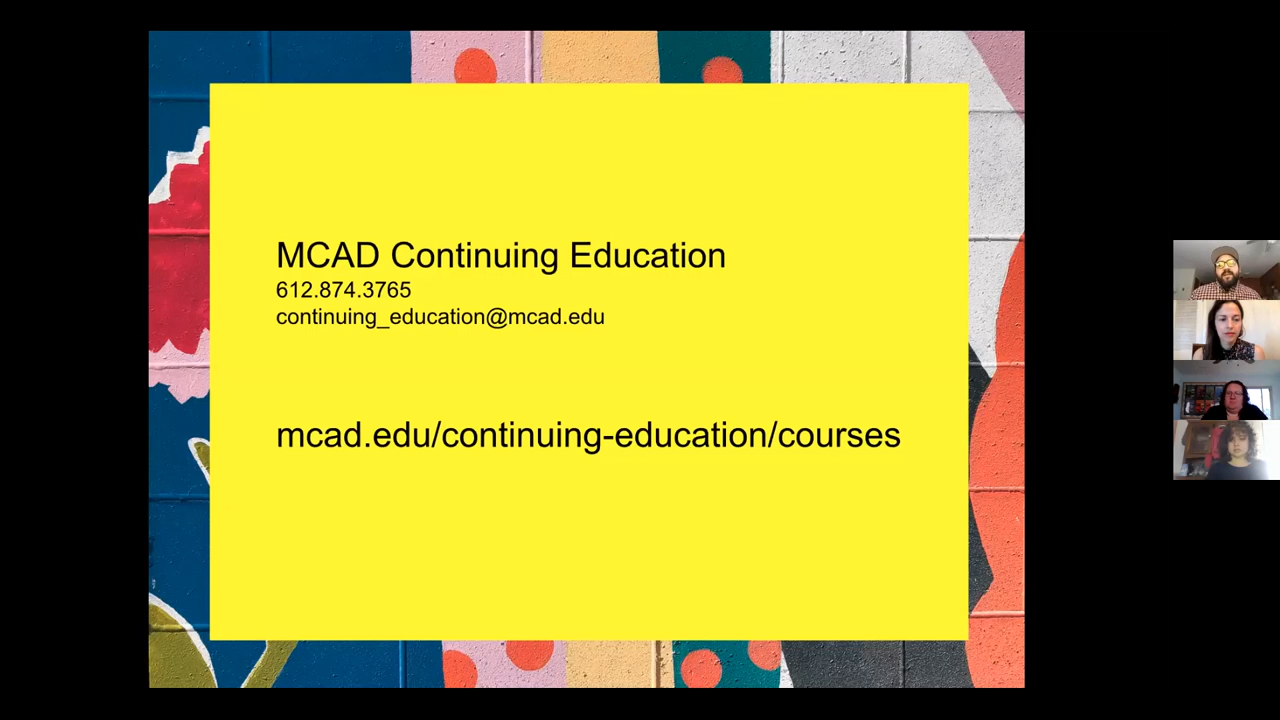 MCAD Continuing Education
612.874.3765
continuing_education@mcad.edu
mcad.edu/continuing-education/courses